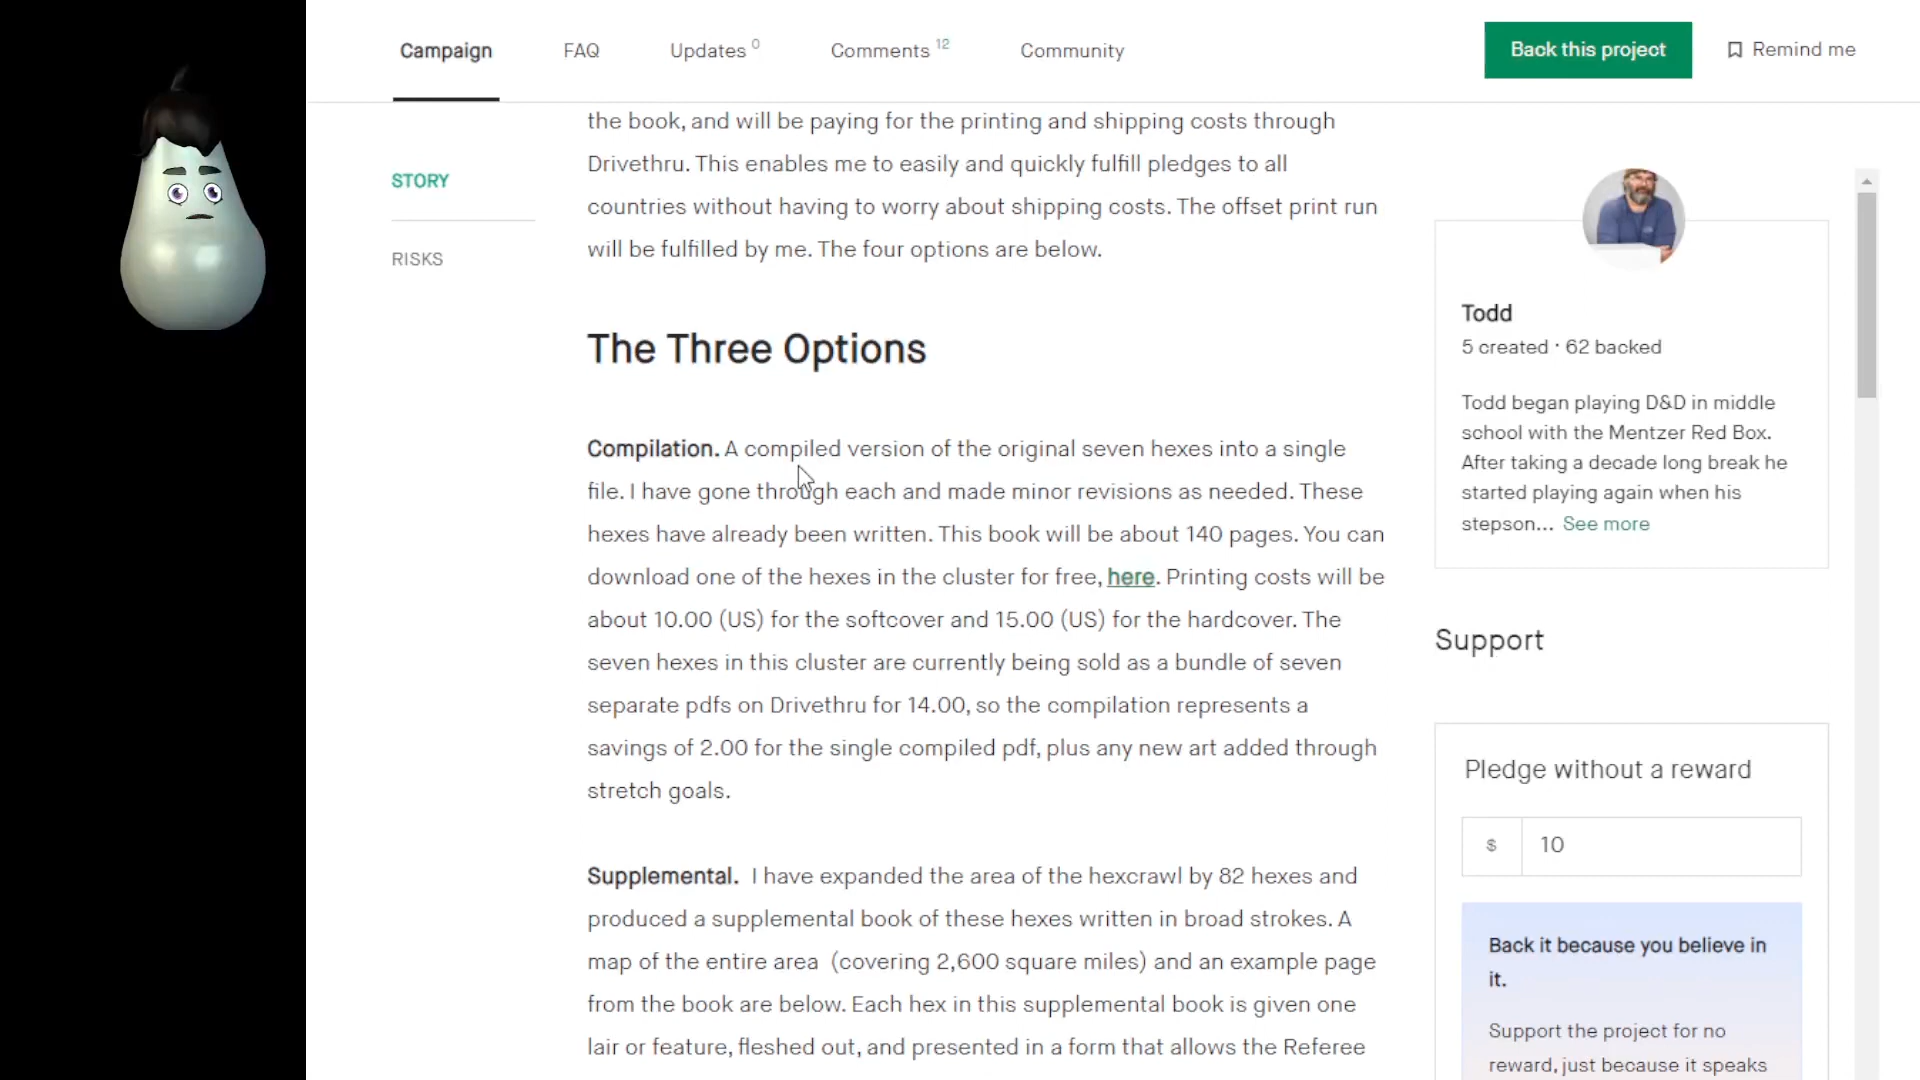 Campaign FAQ Updates 0 Comments 12 Community Back this project Remind me
STORY
RISKS
the book, and will be paying for the printing and shipping costs through
Drivethru. This enables me to easily and quickly fulfill pledges to all
countries without having to worry about shipping costs. The offset print run
will be fulfilled by me. The four options are below.
The Three Options
Compilation. A compiled version of the original seven hexes into a single
file. I have gone through each and made minor revisions as needed. These
hexes have already been written. This book will be about 140 pages. You can
download one of the hexes in the cluster for free, here. Printing costs will be
about 10.00 (US) for the softcover and 15.00 (US) for the hardcover. The
seven hexes in this cluster are currently being sold as a bundle of seven
separate pdfs on Drivethru for 14.00, so the compilation represents a
savings of 2.00 for the single compiled pdf, plus any new art added through
stretch goals.
Supplemental. I have expanded the area of the hexcrawl by 82 hexes and
produced a supplemental book of these hexes written in broad strokes. A
map of the entire area (covering 2,600 square miles) and an example page
from the book are below. Each hex in this supplemental book is given one
lair or feature, fleshed out, and presented in a form that allows the Referee
Todd
5 created · 62 backed
Todd began playing D&D in middle
school with the Mentzer Red Box.
After taking a decade long break he
started playing again when his
stepson... See more
Support
Pledge without a reward
$ 10
Back it because you believe in
it.
Support the project for no
reward, just because it speaks